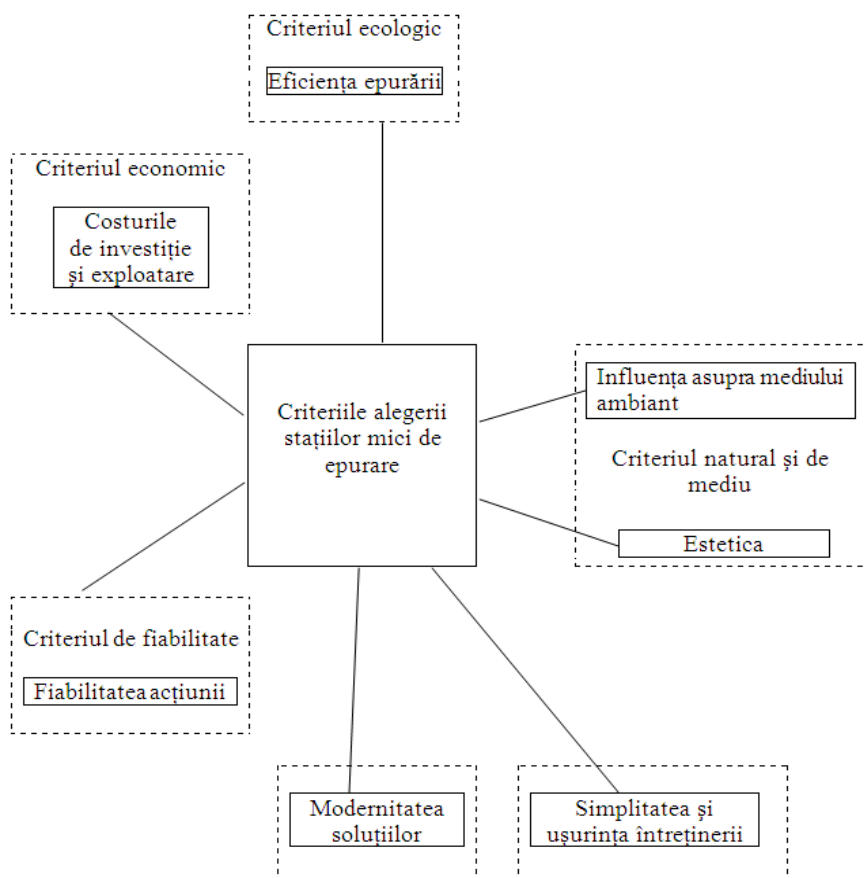 Criteriul ecologic
Eficiența epurării
Criteriul economic
Costurile
de investiție
și exploatare
Criteriile alegerii
stațiilor mici de
epurare
Influența asupra mediului
ambiant
Criteriul natural și de
mediu
Estetica
Criteriul de fiabilitate
Fiabilitatea acțiunii
Modernitatea
soluțiilor
Simplitatea și
ușurința întreținerii